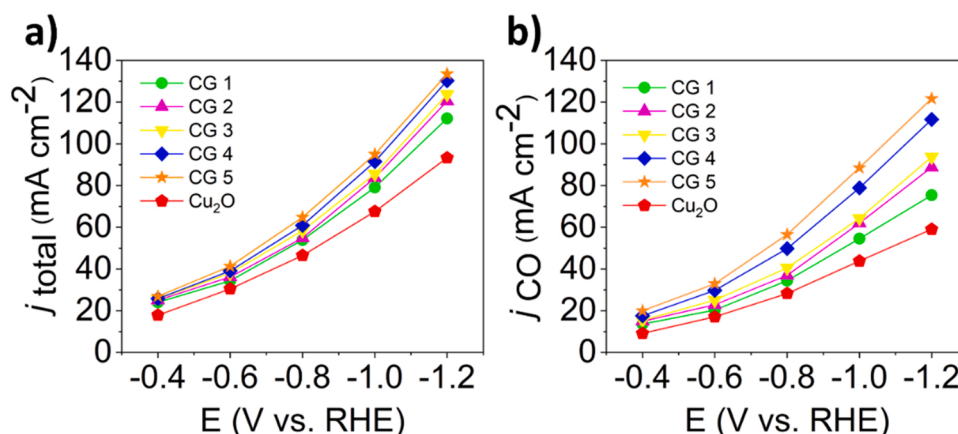 a)
j total (mA cm⁻²)
140
120
100
80
60
40
20
0
CG 1
CG 2
CG 3
CG 4
CG 5
Cu₂O
-0.4 -0.6 -0.8 -1.0 -1.2
E (V vs. RHE)
b)
j CO (mA cm⁻²)
140
120
100
80
60
40
20
0
CG 1
CG 2
CG 3
CG 4
CG 5
Cu₂O
-0.4 -0.6 -0.8 -1.0 -1.2
E (V vs. RHE)